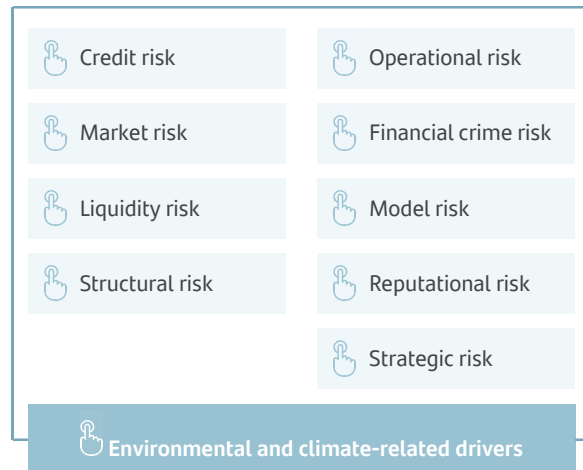 Credit risk
Operational risk
Market risk
Financial crime risk
Liquidity risk
Model risk
Structural risk
Reputational risk
Strategic risk
Environmental and climate-related drivers